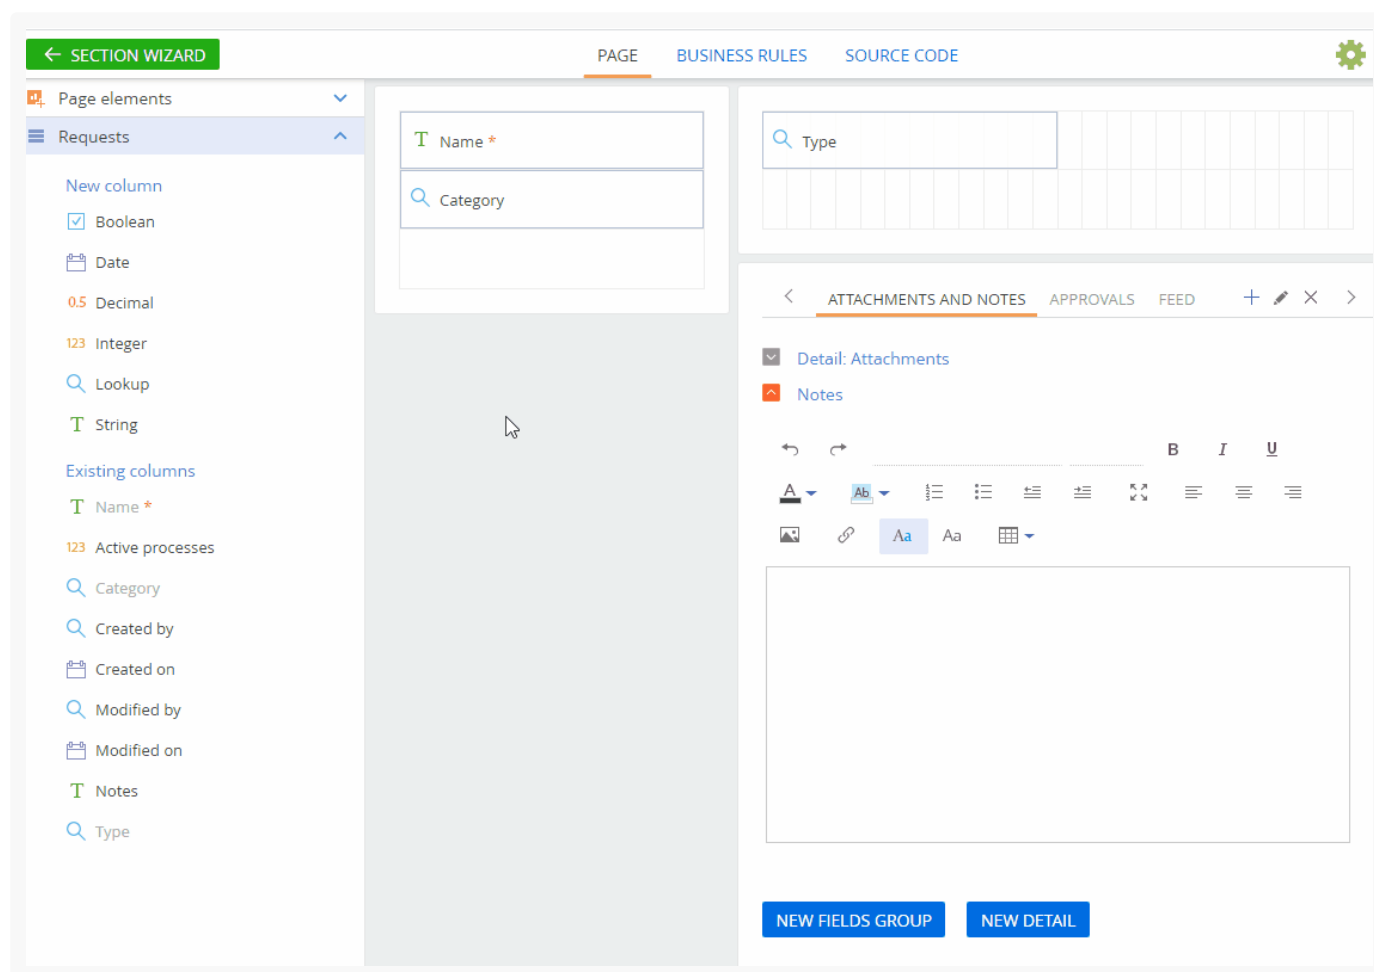 SECTION WIZARD
PAGE BUSINESS RULES SOURCE CODE
Page elements
Requests
New column
Boolean
Date
0.5 Decimal
123 Integer
Lookup
T String
Existing columns
T Name *
123 Active processes
Category
Created by
Created on
Modified by
Modified on
T Notes
Type
T Name *
Category
Type
ATTACHMENTS AND NOTES APPROVALS FEED
Detail: Attachments
Notes
B I U
A Ab
Aa Aa
NEW FIELDS GROUP NEW DETAIL